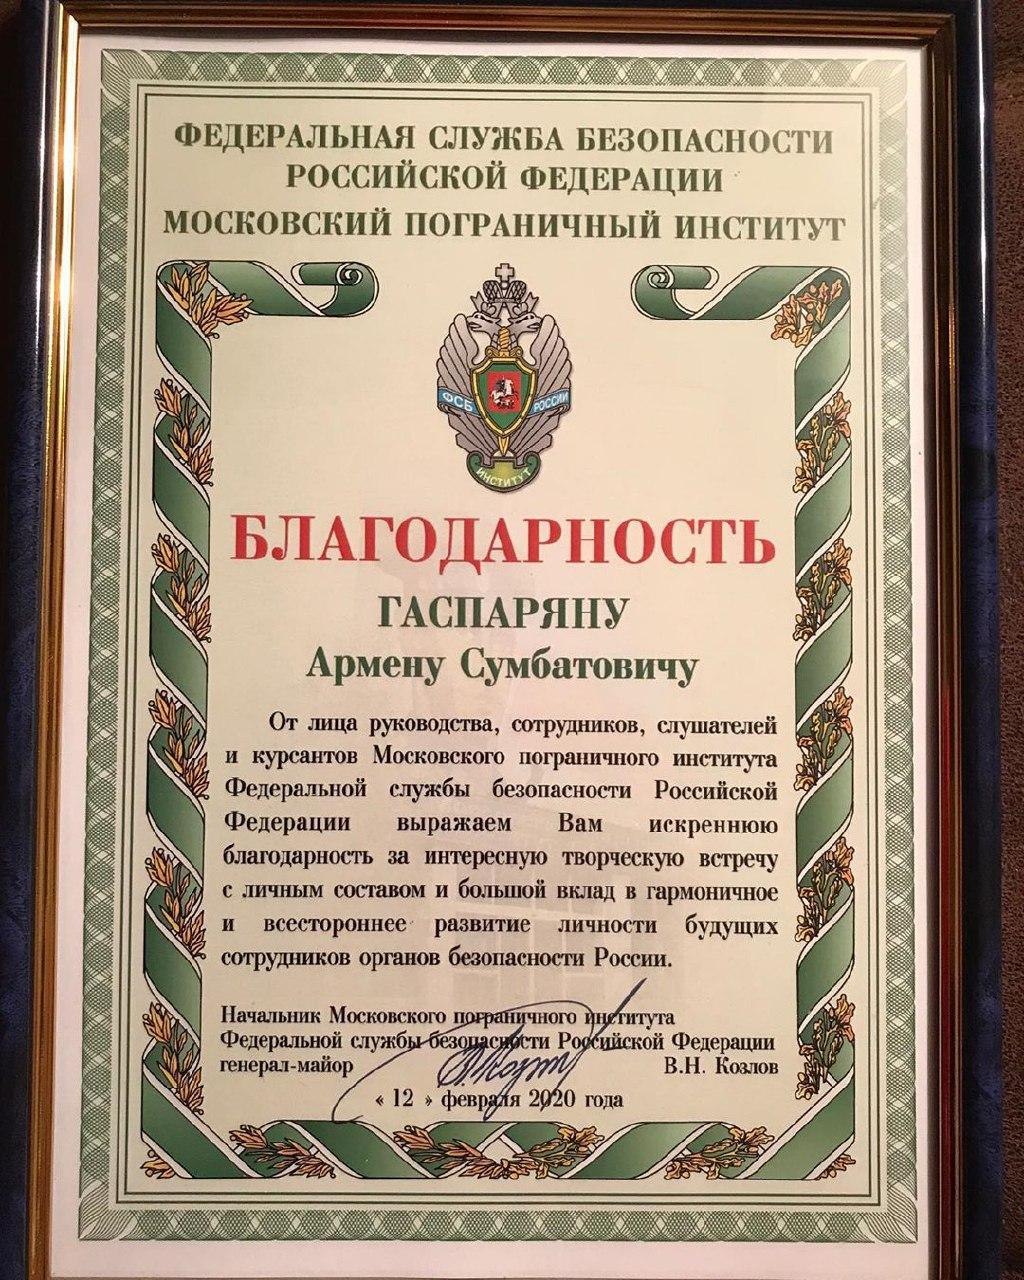 ФЕДЕРАЛЬНАЯ СЛУЖБА БЕЗОПАСНОСТИ
РОССИЙСКОЙ ФЕДЕРАЦИИ
МОСКОВСКИЙ ПОГРАНИЧНЫЙ ИНСТИТУТ
ФСБ РОССИИ
ИНСТИТУТ
БЛАГОДАРНОСТЬ
ГАСПАРЯНУ
Армену Сумбатовичу
От лица руководства, сотрудников, слушателей
и курсантов Московского пограничного института
Федеральной службы безопасности Российской
Федерации выражаем Вам искреннюю
благодарность за интересную творческую встречу
с личным составом и большой вклад в гармоничное
и всестороннее развитие личности будущих
сотрудников органов безопасности России.
Начальник Московского пограничного института
Федеральной службы безопасности Российской Федерации
генерал-майор В.Н. Козлов
« 12 » февраля 2020 года